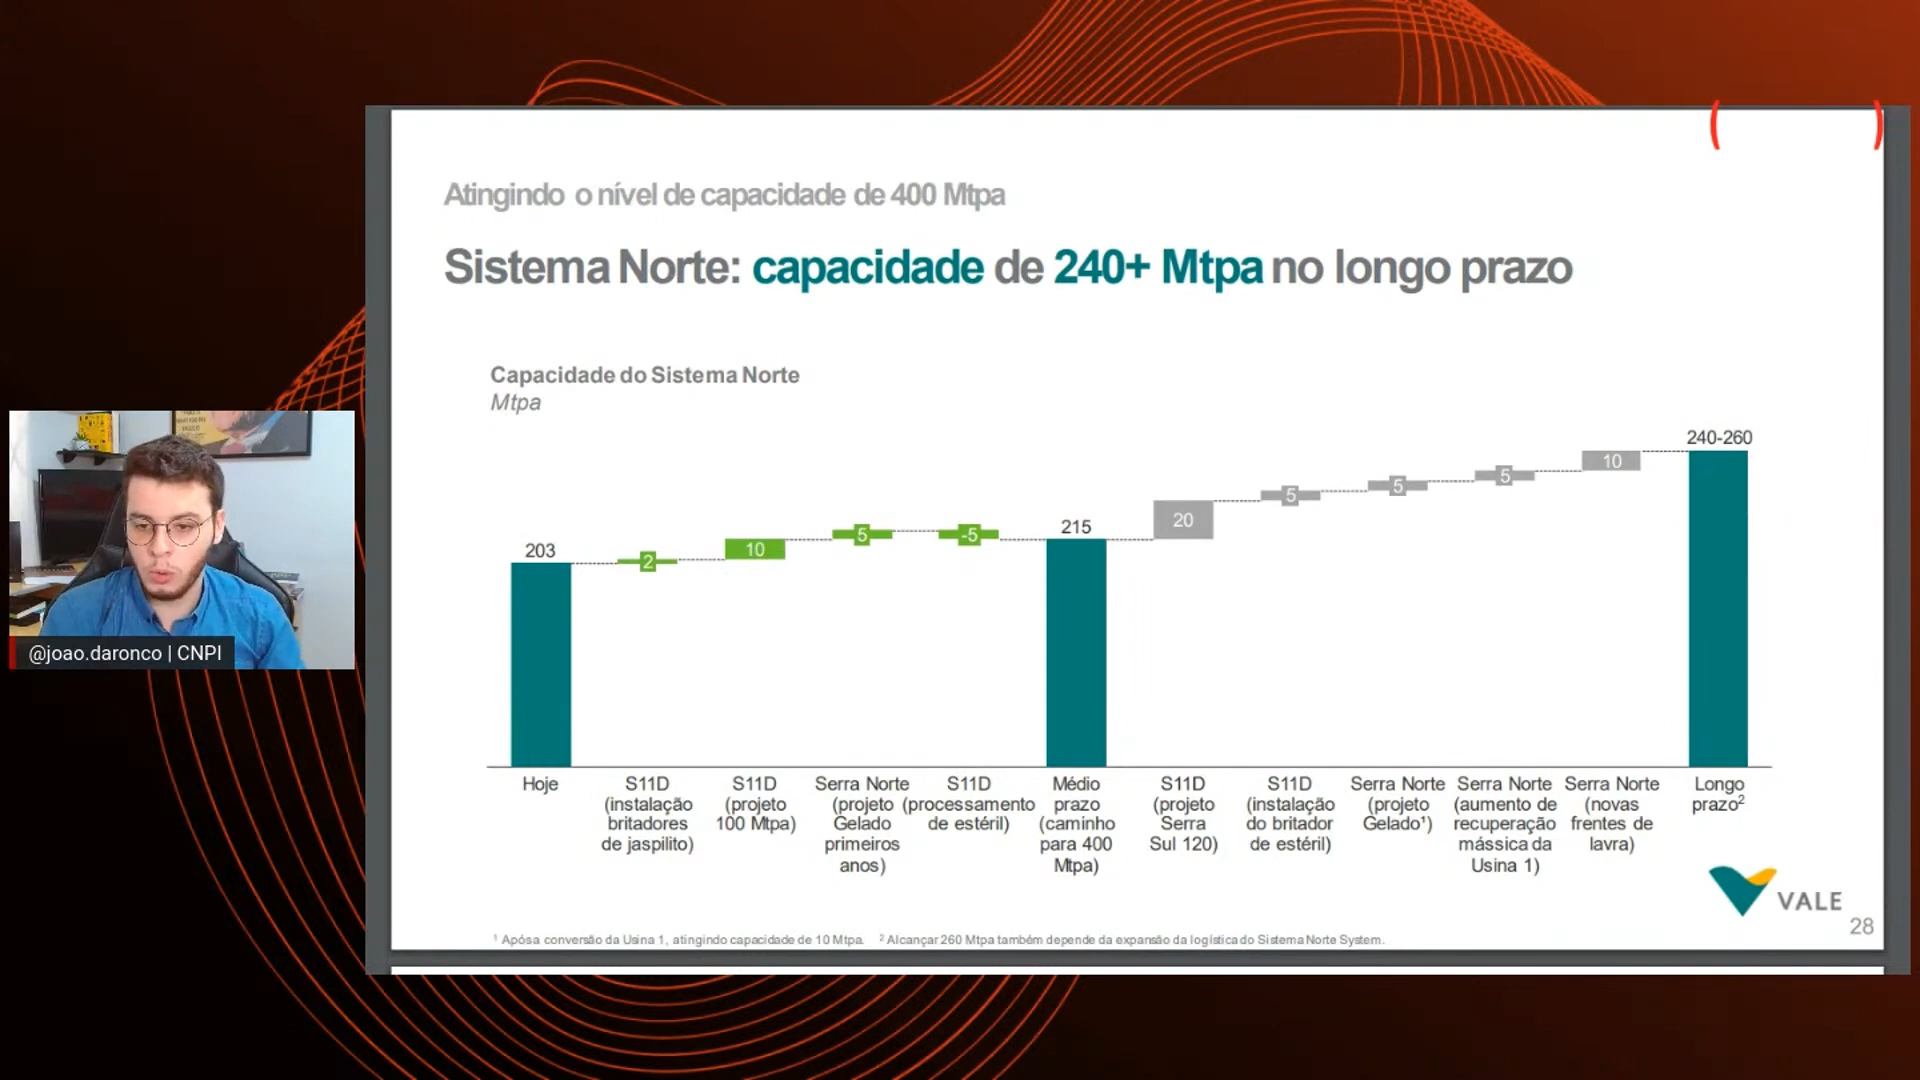 Atingindo o nível de capacidade de 400 Mtpa
Sistema Norte: capacidade de 240+ Mtpa no longo prazo
Capacidade do Sistema Norte
Mtpa
203
2
10
5
-5
215
20
5
5
5
10
240-260
Hoje
S11D
(instalação
britadores
de jaspilito)
S11D
(projeto
100 Mtpa)
Serra Norte
(projeto
Gelado
primeiros
anos)
S11D
(processamento
de estéril)
Médio
prazo
(caminho
para 400
Mtpa)
S11D
(projeto
Serra
Sul 120)
S11D
(instalação
do britador
de estéril)
Serra Norte
(projeto
Gelado¹)
Serra Norte
(aumento de
recuperação
mássica da
Usina 1)
Serra Norte
(novas
frentes de
lavra)
Longo
prazo²
VALE
28
¹ Após a conversão da Usina 1, atingindo capacidade de 10 Mtpa. ² Alcançar 260 Mtpa também depende da expansão da logística do Sistema Norte System.
@joao.daronco | CNPI
( )